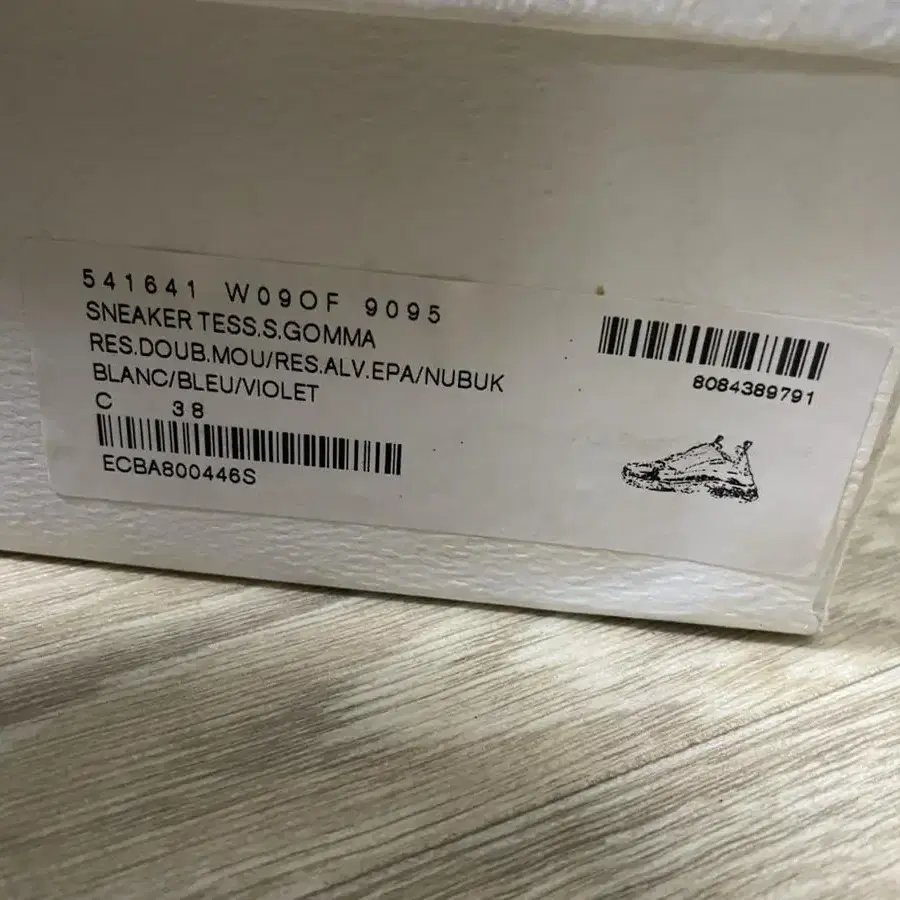 541641 W09OF 9095
SNEAKER TESS.S.GOMMA
RES.DOUB.MOU/RES.ALV.EPA/NUBUK
BLANC/BLEU/VIOLET
C 38
ECBA800446S
8084389791